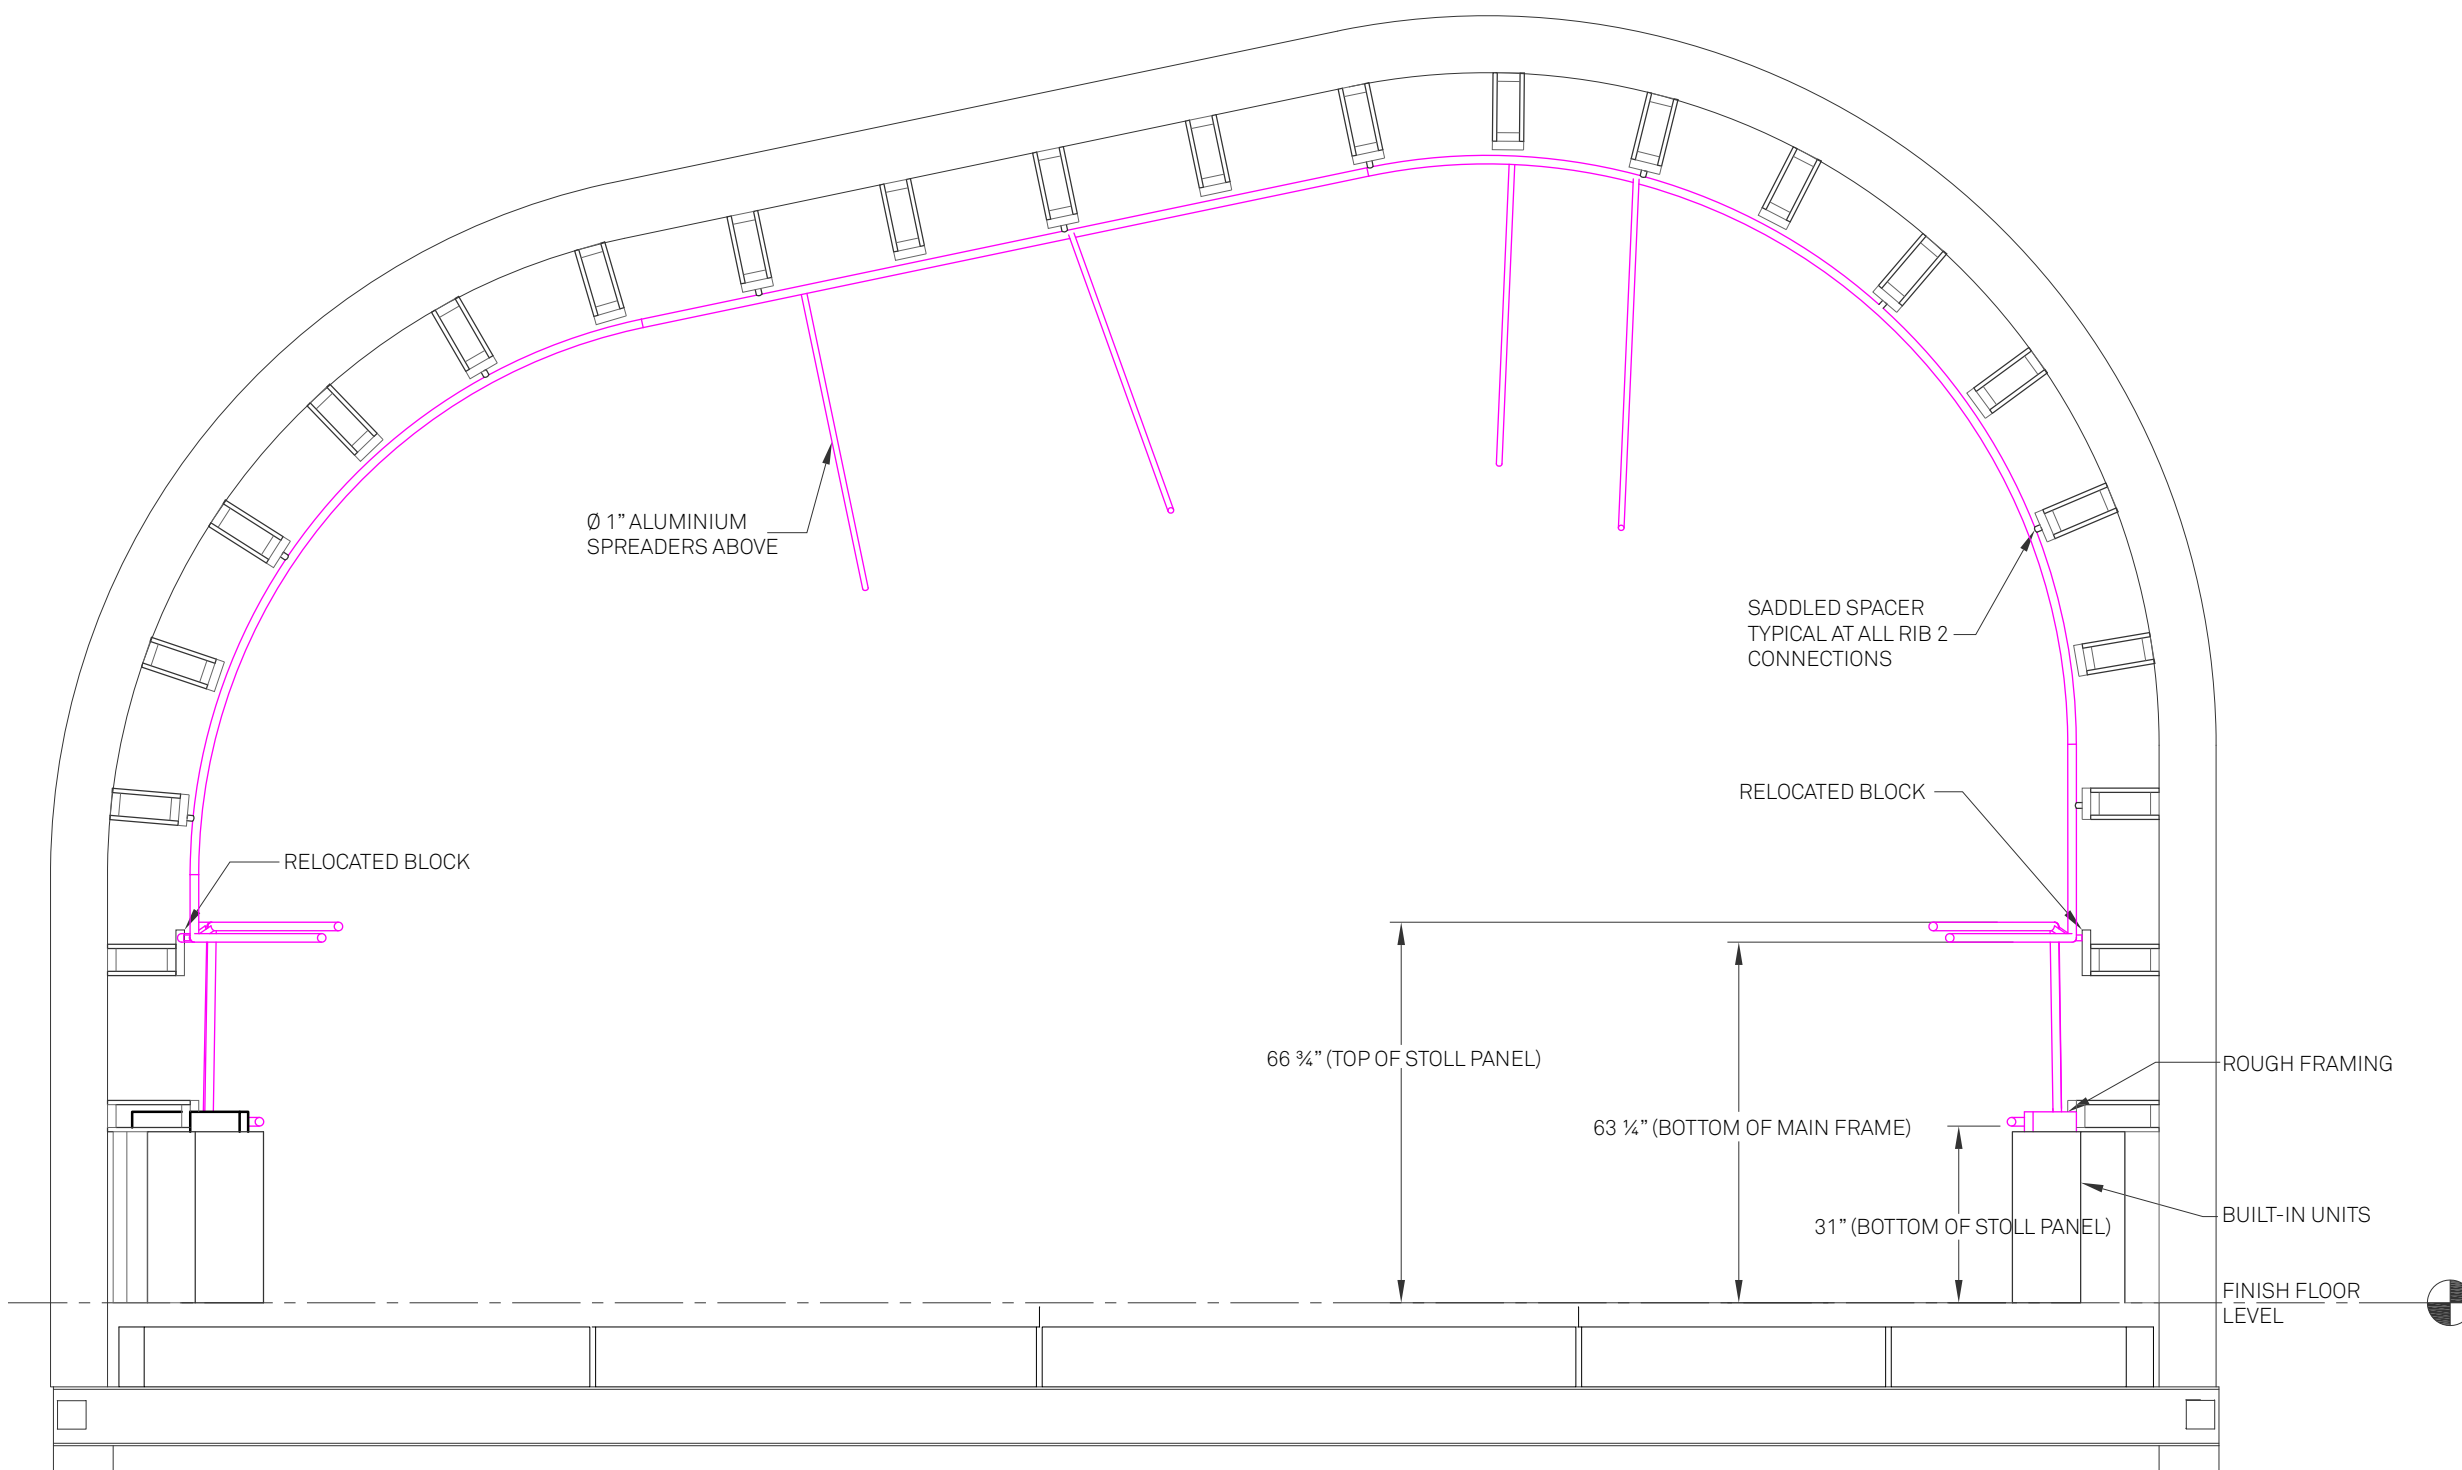 Ø 1” ALUMINIUM
SPREADERS ABOVE
SADDLED SPACER
TYPICAL AT ALL RIB 2
CONNECTIONS
RELOCATED BLOCK
RELOCATED BLOCK
66 ¾” (TOP OF STOLL PANEL)
ROUGH FRAMING
63 ¼” (BOTTOM OF MAIN FRAME)
31” (BOTTOM OF STOLL PANEL)
BUILT-IN UNITS
FINISH FLOOR
LEVEL